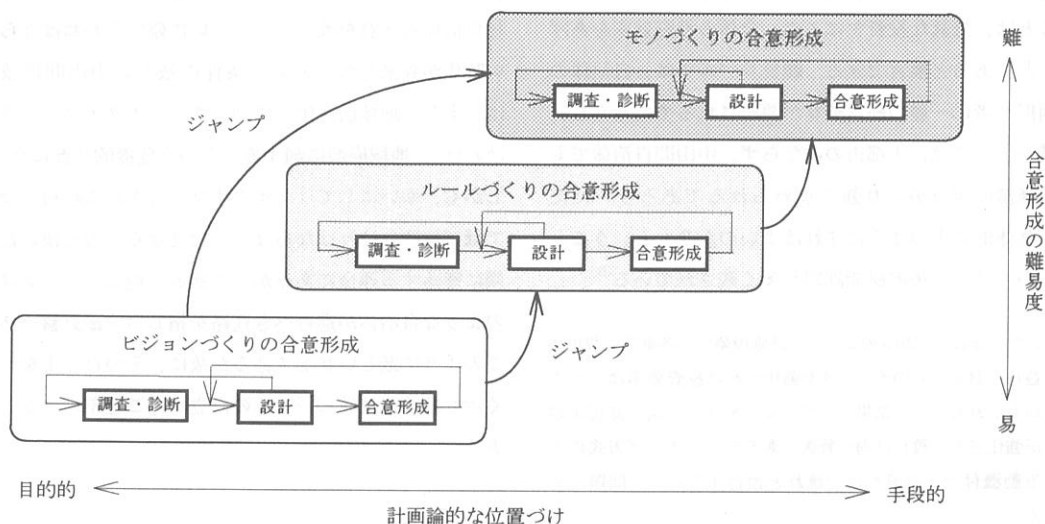 モノづくりの合意形成
難
調査・診断
設計
合意形成
ジャンプ
ルールづくりの合意形成
調査・診断
設計
合意形成
合意形成の難易度
ビジョンづくりの合意形成
ジャンプ
調査・診断
設計
合意形成
易
目的的
手段的
計画論的な位置づけ